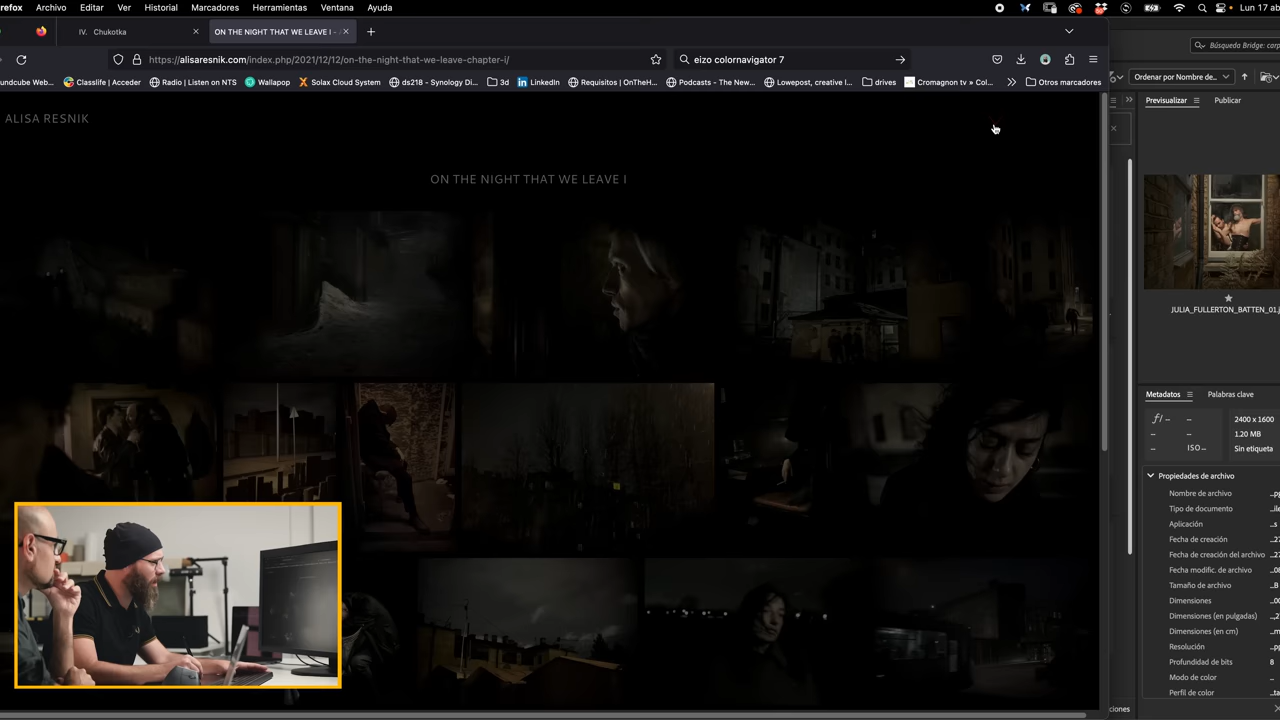 refox Archivo Editar Ver Historial Marcadores Herramientas Ventana Ayuda Lun 17 ab
IV. Chukotka
ON THE NIGHT THAT WE LEAVE I -
https://alisaresnik.com/index.php/2021/12/12/on-the-night-that-we-leave-chapter-i/
eizo colornavigator 7
oundcube Web... Classlife | Acceder Radio | Listen on NTS Wallapop Solax Cloud System ds218 - Synology Di... 3d LinkedIn Requisitos | OnTheH... Podcasts - The New... Lowepost, creative l... drives Cromagnon tv » Col... Otros marcadores
ALISA RESNIK
ON THE NIGHT THAT WE LEAVE I
Búsqueda Bridge: carp
Ordenar por Nombre de...
Previsualizar Publicar
JULIA_FULLERTON_BATTEN_01.j
Metadatos Palabras clave
f/ -- --
-- --
-- ISO --
2400 x 1600
1.20 MB
Sin etiqueta
Propiedades de archivo
Nombre de archivo
Tipo de documento
Aplicación
Fecha de creación
Fecha de creación del archivo
Fecha modific. de archivo
Tamaño de archivo
Dimensiones
Dimensiones (en pulgadas)
Dimensiones (en cm)
Resolución
Profundidad de bits 8
Modo de color
Perfil de color
ciones